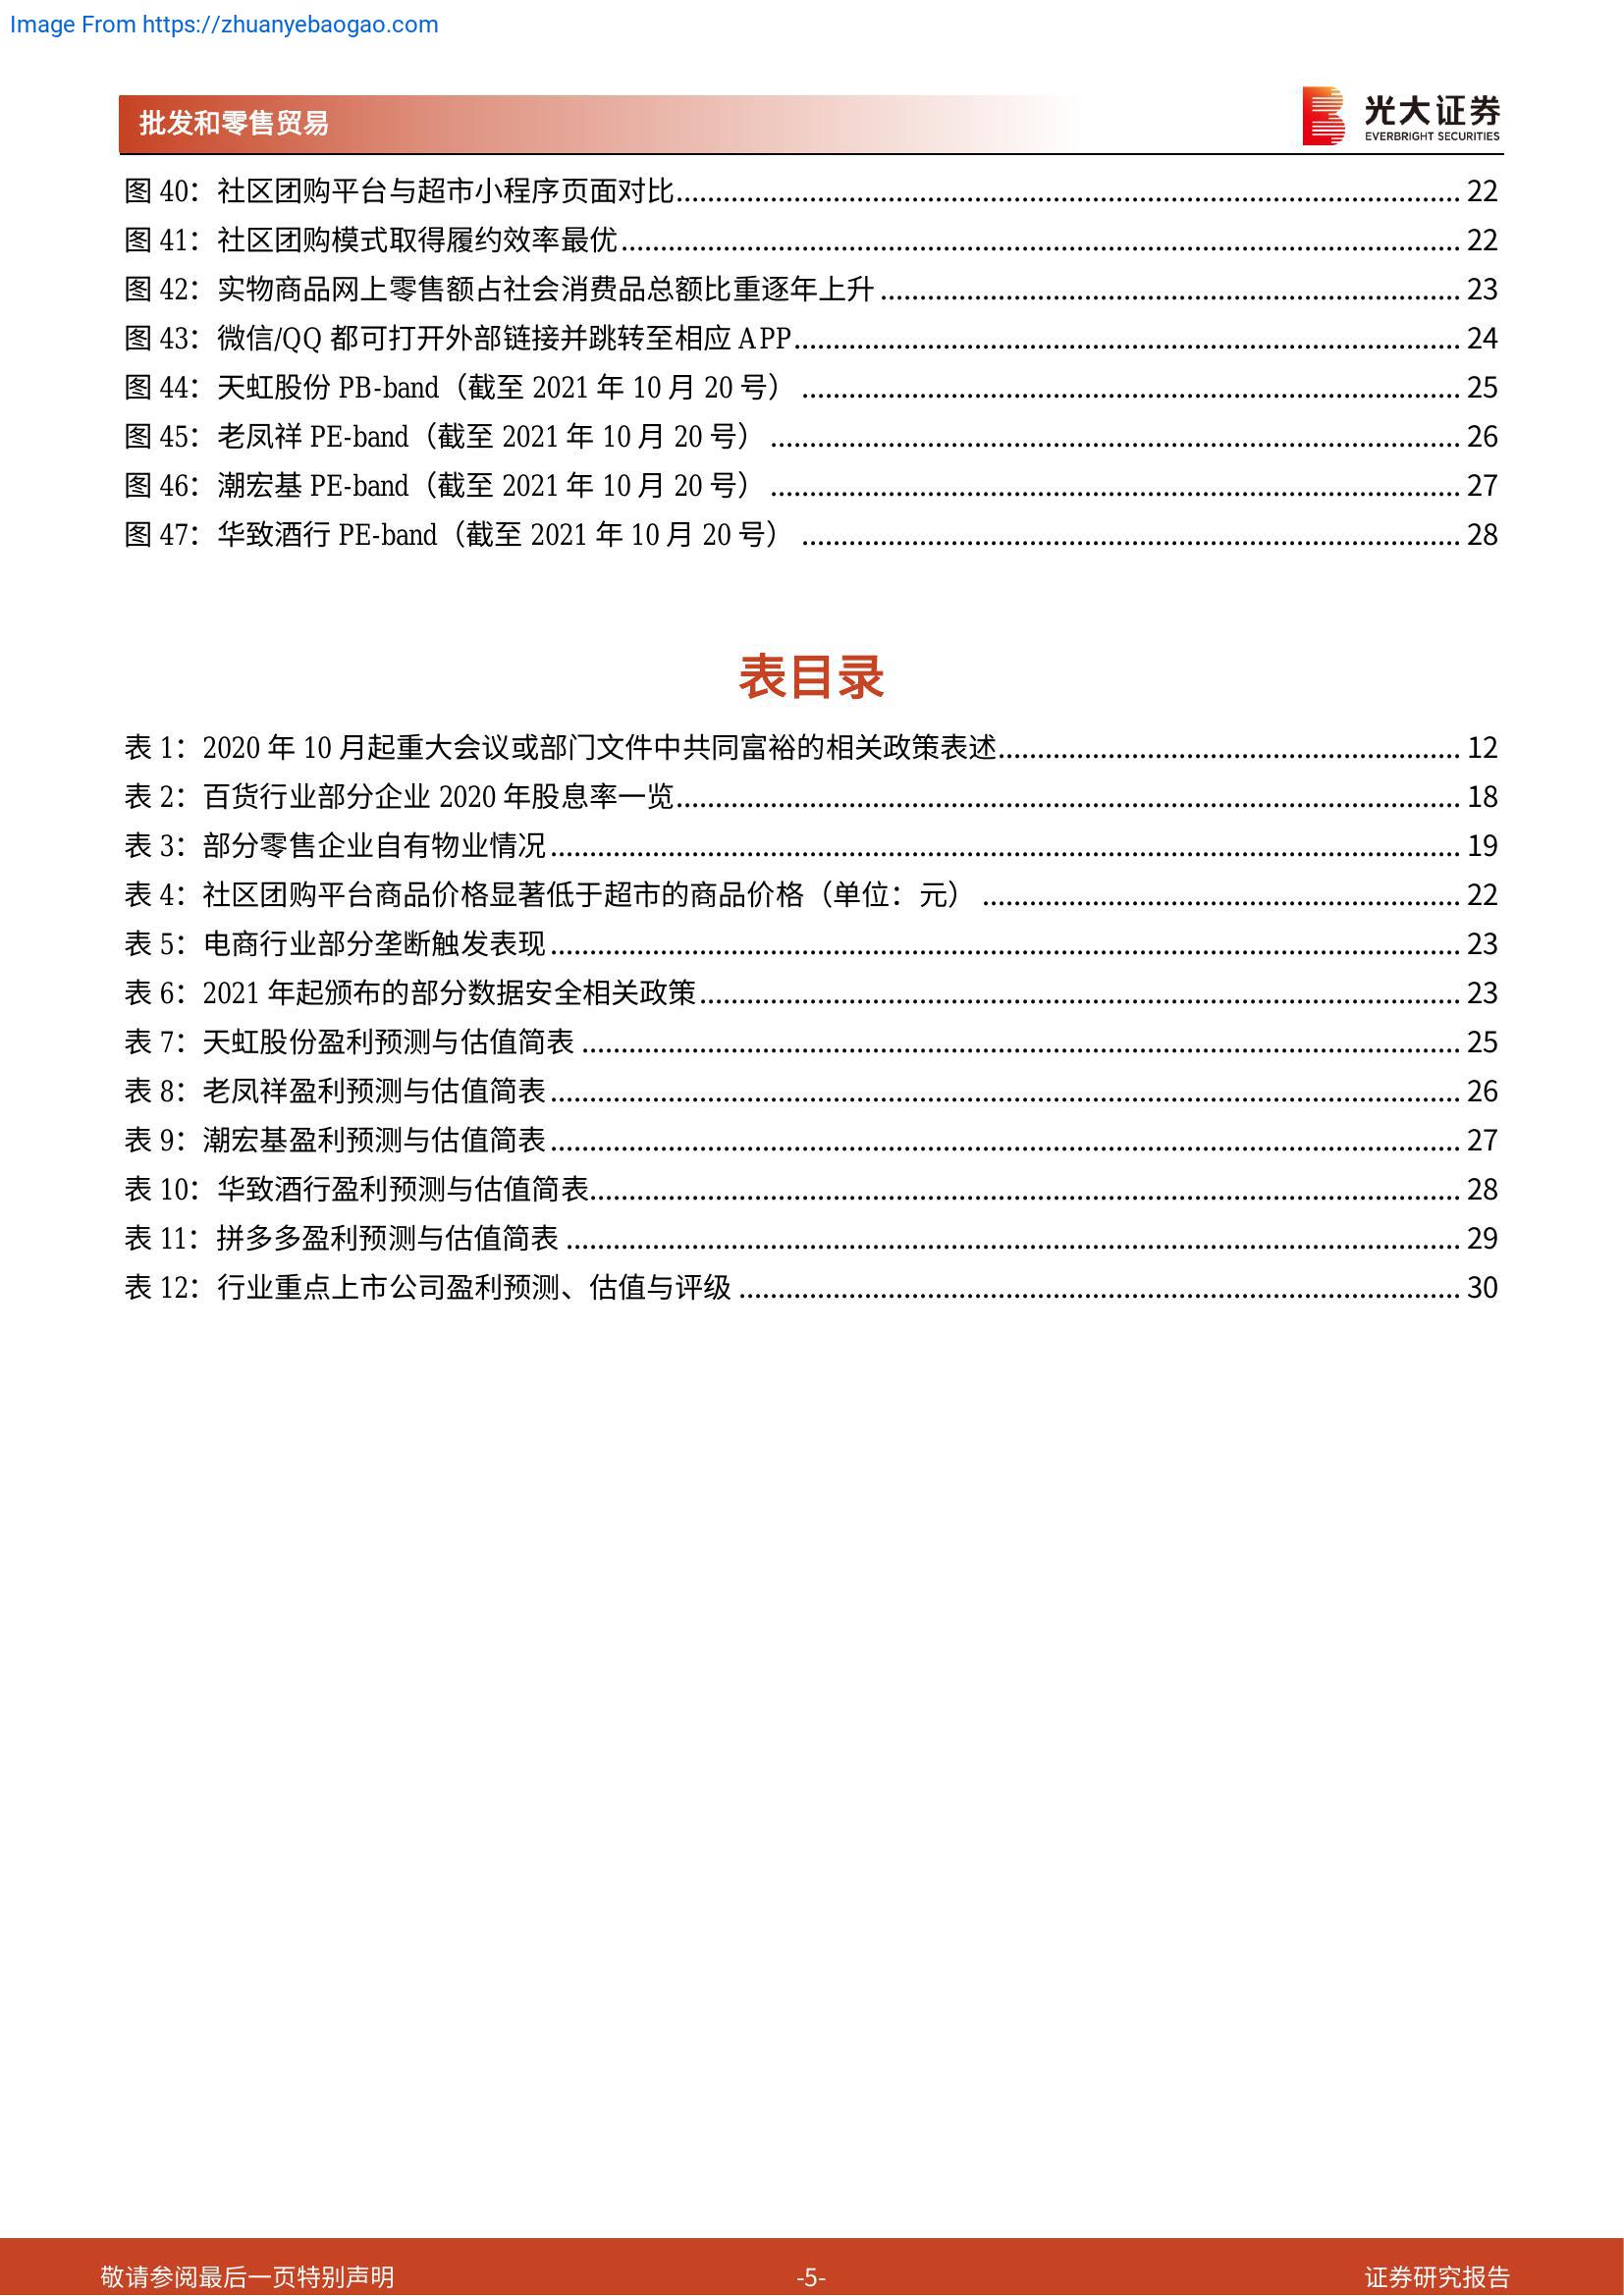 Image From https://zhuanyebaogao.com
批发和零售贸易
光大证券
EVERBRIGHT SECURITIES
图 40：社区团购平台与超市小程序页面对比.................................................................................................... 22
图 41：社区团购模式取得履约效率最优........................................................................................................... 22
图 42：实物商品网上零售额占社会消费品总额比重逐年上升 .......................................................................... 23
图 43：微信/QQ 都可打开外部链接并跳转至相应 APP..................................................................................... 24
图 44：天虹股份 PB-band（截至 2021 年 10 月 20 号） .................................................................................... 25
图 45：老凤祥 PE-band（截至 2021 年 10 月 20 号） ........................................................................................ 26
图 46：潮宏基 PE-band（截至 2021 年 10 月 20 号） ........................................................................................ 27
图 47：华致酒行 PE-band（截至 2021 年 10 月 20 号） .................................................................................... 28
表目录
表 1：2020 年 10 月起重大会议或部门文件中共同富裕的相关政策表述........................................................... 12
表 2：百货行业部分企业 2020 年股息率一览.................................................................................................... 18
表 3：部分零售企业自有物业情况.................................................................................................................... 19
表 4：社区团购平台商品价格显著低于超市的商品价格（单位：元） ............................................................. 22
表 5：电商行业部分垄断触发表现.................................................................................................................... 23
表 6：2021 年起颁布的部分数据安全相关政策................................................................................................. 23
表 7：天虹股份盈利预测与估值简表 ................................................................................................................ 25
表 8：老凤祥盈利预测与估值简表.................................................................................................................... 26
表 9：潮宏基盈利预测与估值简表.................................................................................................................... 27
表 10：华致酒行盈利预测与估值简表............................................................................................................... 28
表 11：拼多多盈利预测与估值简表 .................................................................................................................. 29
表 12：行业重点上市公司盈利预测、估值与评级 ............................................................................................ 30
敬请参阅最后一页特别声明
-5-
证券研究报告